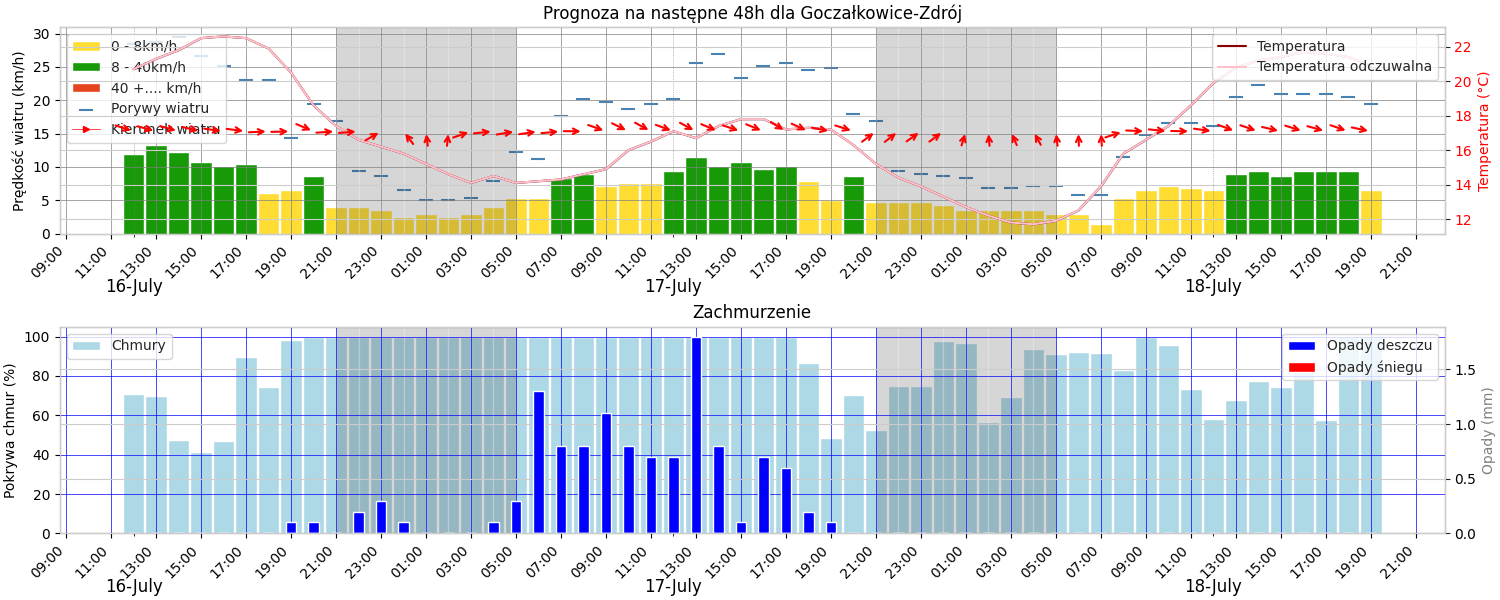 Prognoza na następne 48h dla Goczałkowice-Zdrój
Prędkość wiatru (km/h)
30
25
20
15
10
5
0
0 - 8km/h
8 - 40km/h
40 +.... km/h
Porywy wiatru
Kierunek wiatru
Temperatura
Temperatura odczuwalna
22
20
18
16
14
12
Temperatura (°C)
09:00 11:00 13:00 15:00 17:00 19:00 21:00 23:00 01:00 03:00 05:00 07:00 09:00 11:00 13:00 15:00 17:00 19:00 21:00 23:00 01:00 03:00 05:00 07:00 09:00 11:00 13:00 15:00 17:00 19:00 21:00
16-July 17-July 18-July
Zachmurzenie
Pokrywa chmur (%)
100
80
60
40
20
0
Chmury
Opady deszczu
Opady śniegu
1.5
1.0
0.5
0.0
Opady (mm)
09:00 11:00 13:00 15:00 17:00 19:00 21:00 23:00 01:00 03:00 05:00 07:00 09:00 11:00 13:00 15:00 17:00 19:00 21:00 23:00 01:00 03:00 05:00 07:00 09:00 11:00 13:00 15:00 17:00 19:00 21:00
16-July 17-July 18-July